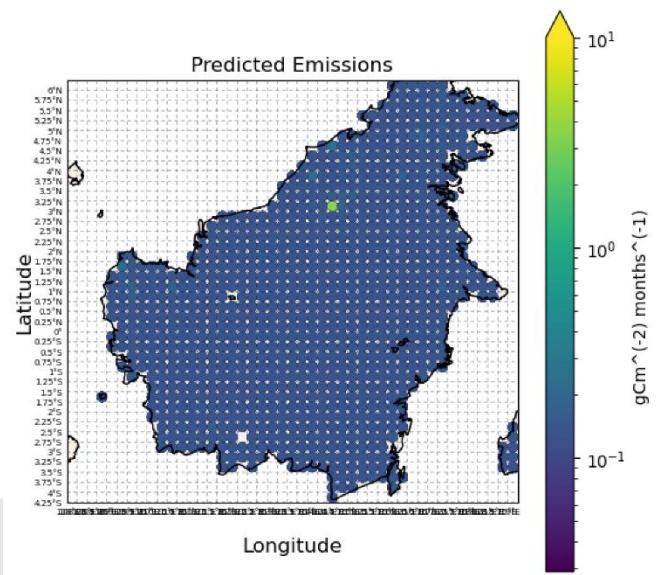 Predicted Emissions
6°N
5.75°N
5.5°N
5.25°N
5°N
4.75°N
4.5°N
4.25°N
4°N
3.75°N
3.5°N
3.25°N
3°N
2.75°N
2.5°N
2.25°N
2°N
1.75°N
1.5°N
1.25°N
1°N
0.75°N
0.5°N
0.25°N
0°
0.25°S
0.5°S
0.75°S
1°S
1.25°S
1.5°S
1.75°S
2°S
2.25°S
2.5°S
2.75°S
3°S
3.25°S
3.5°S
3.75°S
4°S
4.25°S
Latitude
Longitude
10^1
10^0
10^−1
gCm^(-2) months^(-1)